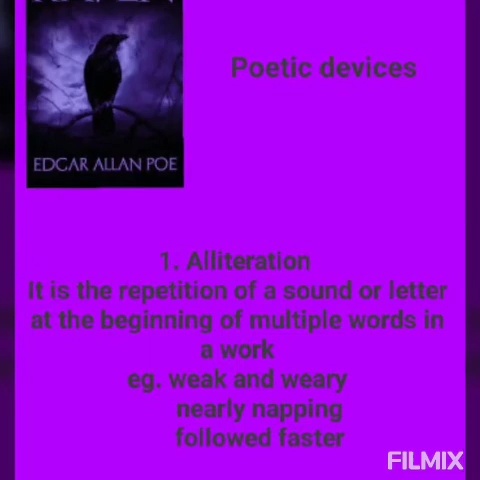 EDGAR ALLAN POE
Poetic devices
1. Alliteration
It is the repetition of a sound or letter
at the beginning of multiple words in
a work
eg. weak and weary
nearly napping
followed faster
FILMIX